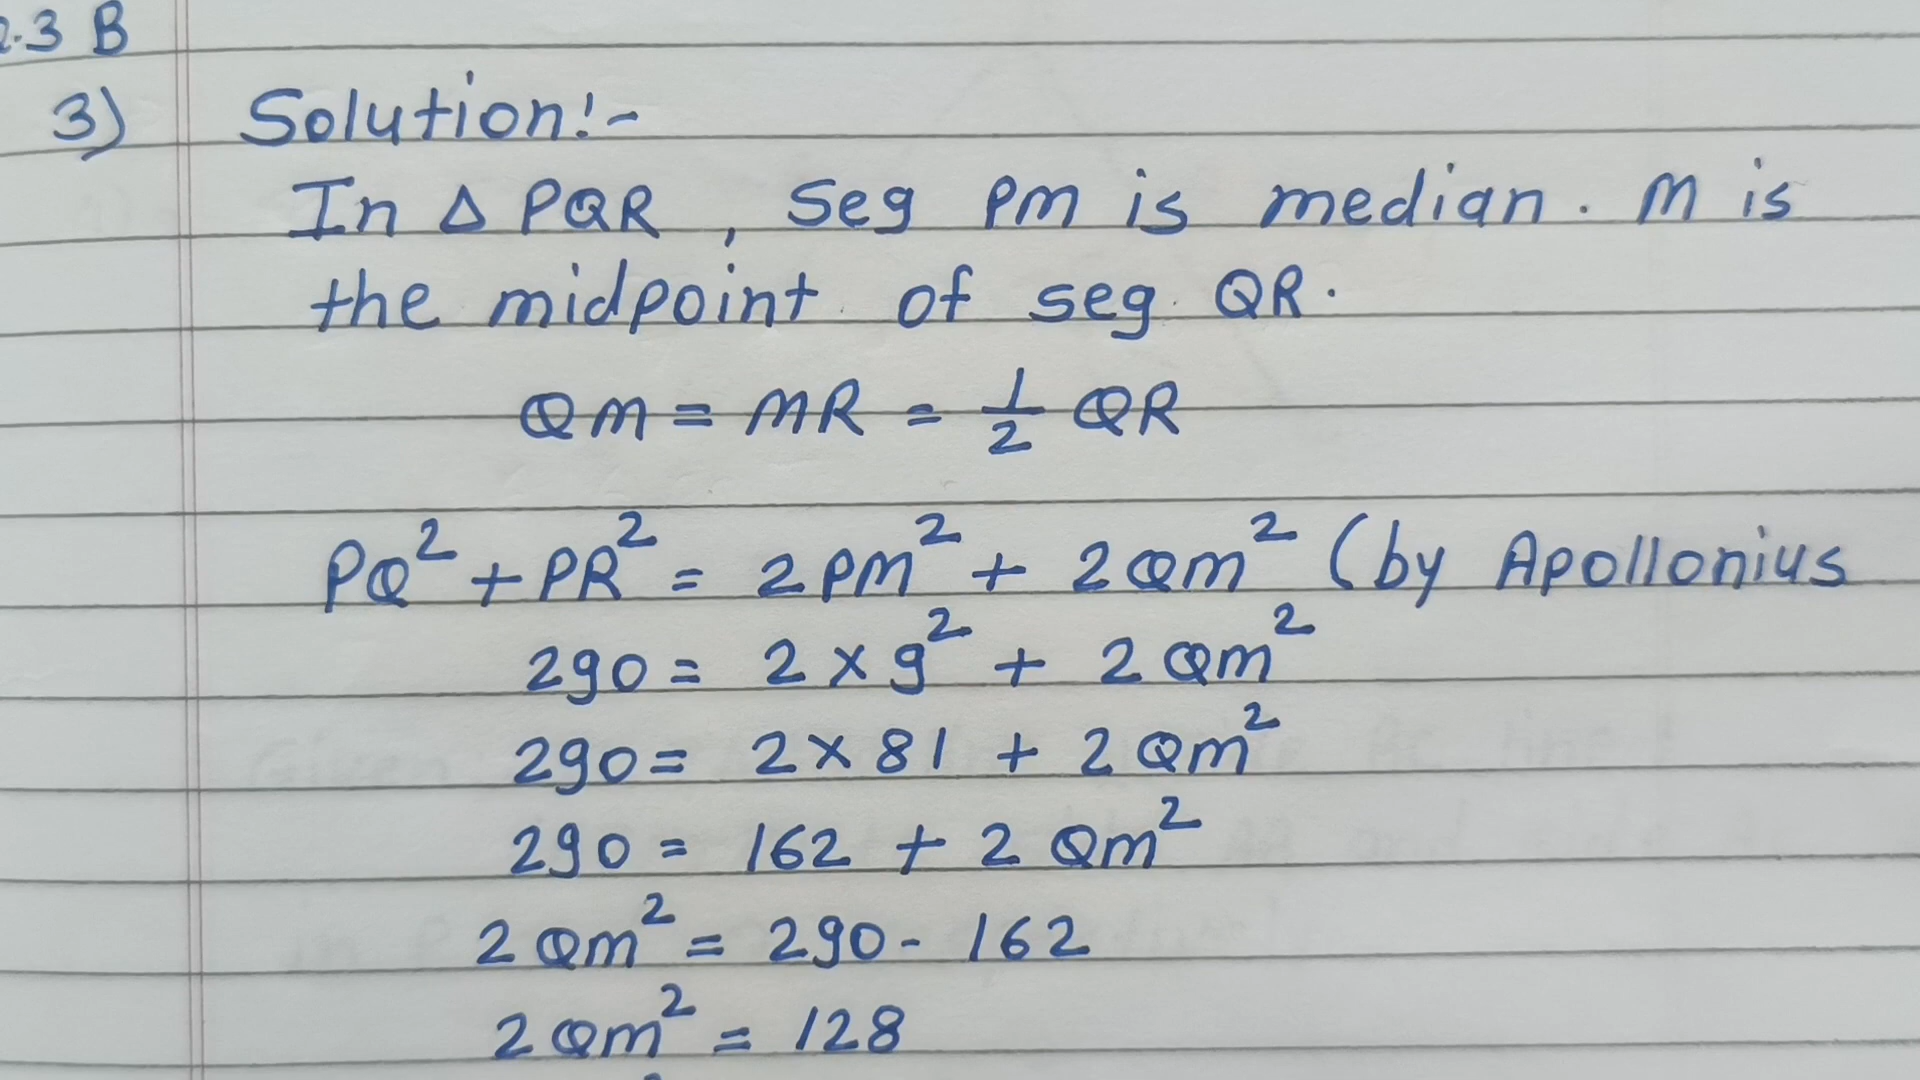 2.3 B
3) Solution:-
In △ PQR, seg PM is median. M is
the midpoint of seg QR.
QM = MR = 1/2 QR
PQ² + PR² = 2PM² + 2QM² (by Apollonius
290 = 2 × 9² + 2QM²
290 = 2 × 81 + 2QM²
290 = 162 + 2 QM²
2QM² = 290 - 162
2QM² = 128